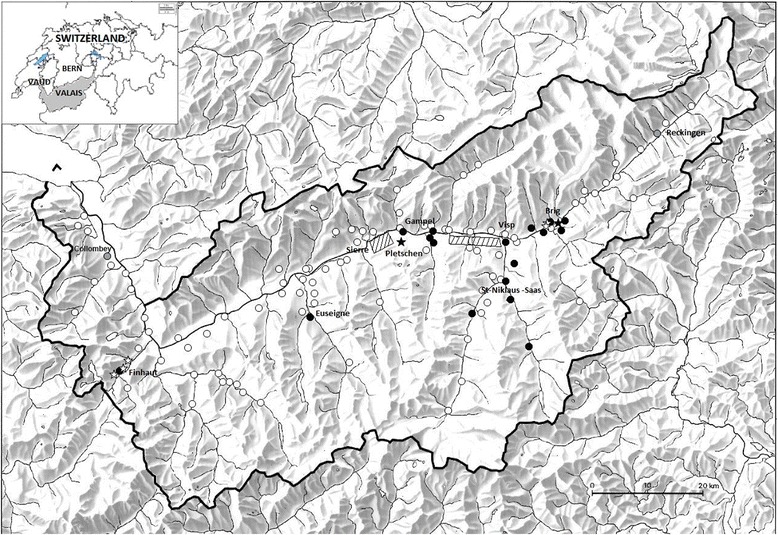 SWITZERLAND
BERN
VAUD
VALAIS
Reckingen
Brig
Gampel
Visp
Collombey
Sierre
Pletschen
St-Niklaus -Saas
Euseigne
Finhaut
0 10 20 km